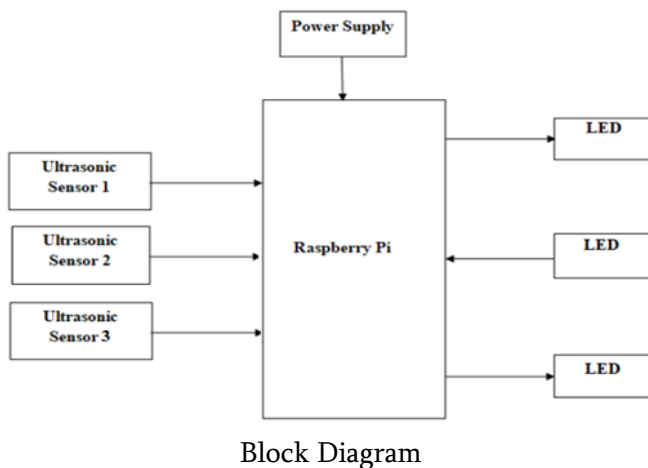 Power Supply
LED
Ultrasonic
Sensor 1
Ultrasonic
Sensor 2
Raspberry Pi
LED
Ultrasonic
Sensor 3
LED
Block Diagram